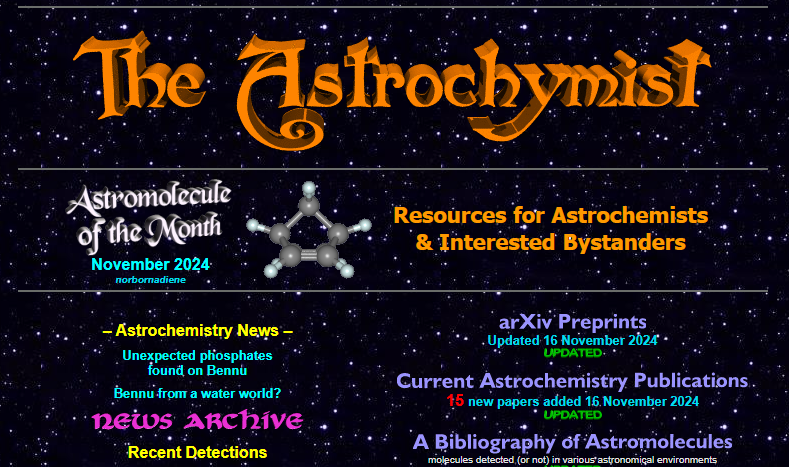 The Astrochymist
Astromolecule
of the Month
November 2024
norbornadiene
Resources for Astrochemists
& Interested Bystanders
– Astrochemistry News –
Unexpected phosphates
found on Bennu
Bennu from a water world?
NEWS ARCHIVE
Recent Detections
arXiv Preprints
Updated 16 November 2024
UPDATED
Current Astrochemistry Publications
15 new papers added 16 November 2024
UPDATED
A Bibliography of Astromolecules
molecules detected (or not) in various astronomical environments